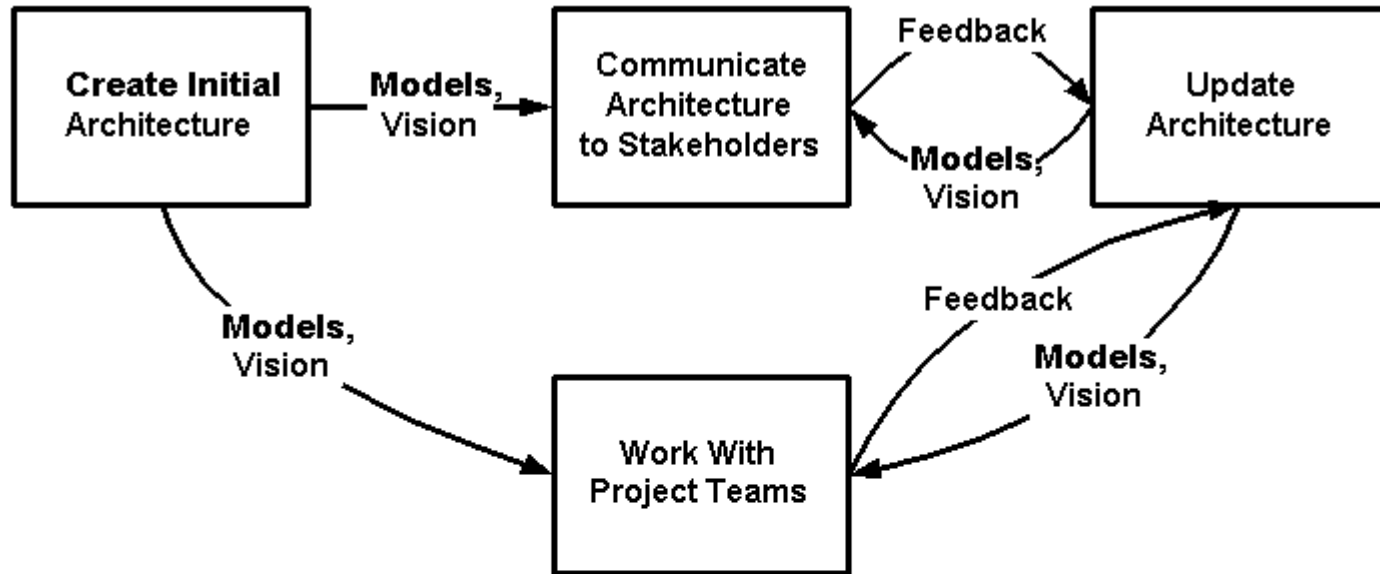 Create Initial
Architecture
Models,
Vision
Communicate
Architecture
to Stakeholders
Feedback
Models,
Vision
Update
Architecture
Models,
Vision
Feedback
Models,
Vision
Work With
Project Teams